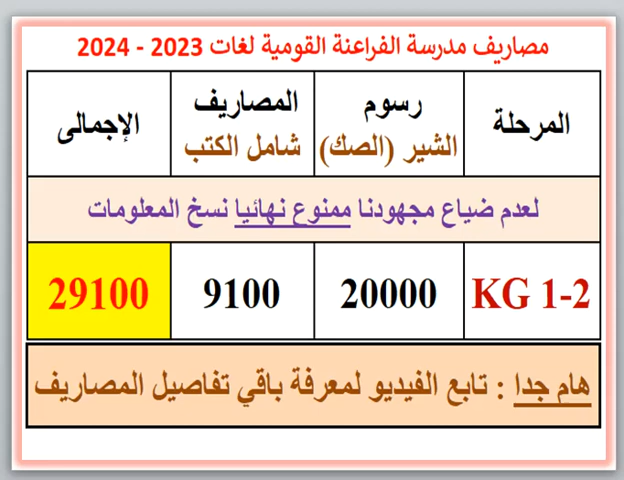 مصاريف مدرسة الفراعنة القومية لغات 2023 - 2024
المرحلة
رسوم
الشير (الصك)
المصاريف
شامل الكتب
الإجمالى
لعدم ضياع مجهودنا ممنوع نهائيا نسخ المعلومات
KG 1-2
20000
9100
29100
هام جدا : تابع الفيديو لمعرفة باقي تفاصيل المصاريف